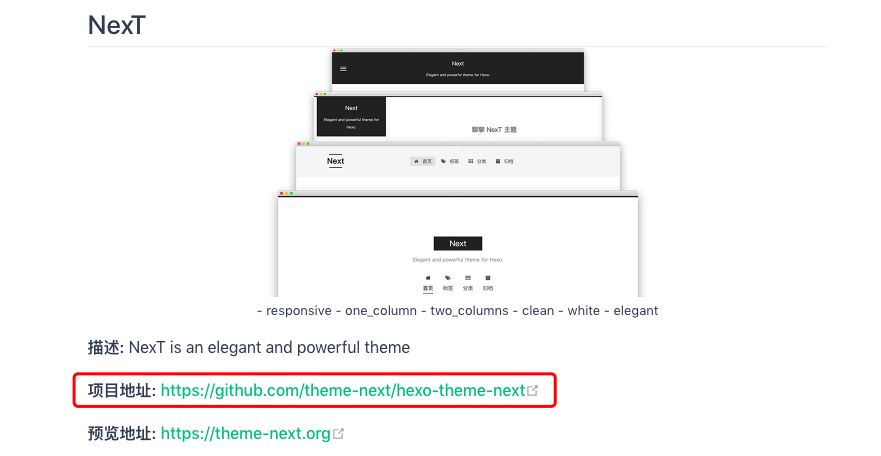 NexT
Next
Elegant and powerful theme for Hexo.
Next
Elegant and powerful theme for
Hexo.
聊聊 NexT 主题
Next
首页 标签 分类 归档
Next
Elegant and powerful theme for Hexo.
首页 标签 分类 归档
- responsive - one_column - two_columns - clean - white - elegant
描述: NexT is an elegant and powerful theme
项目地址: https://github.com/theme-next/hexo-theme-next
预览地址: https://theme-next.org